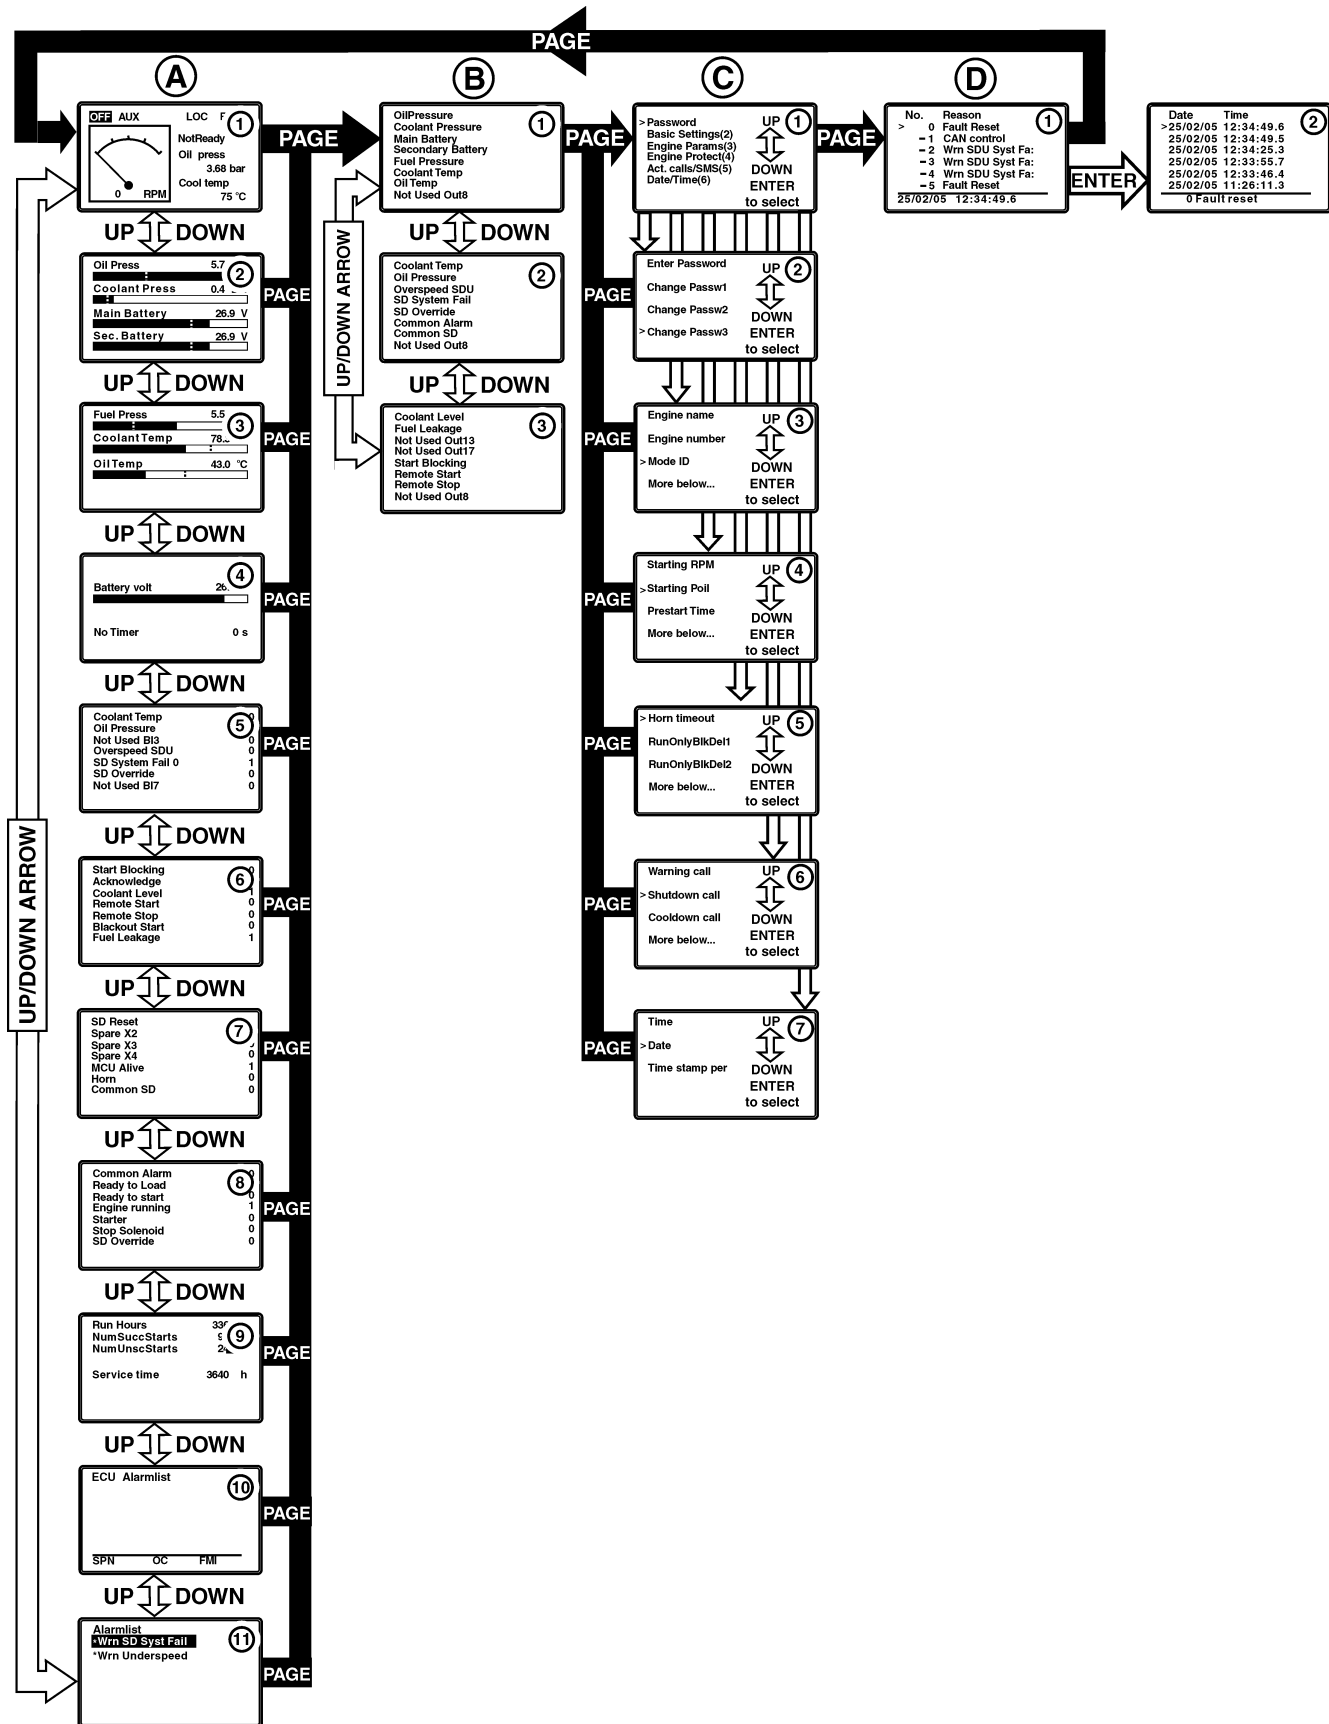 PAGE
A
B
C
D
OFF AUX LOC
1
NotReady
Oil press
3.68 bar
Cool temp
0 RPM 75 °C
PAGE
UP DOWN
Oil Press 5.7
2
Coolant Press 0.4
Main Battery 26.9 V
Sec. Battery 26.9 V
PAGE
UP DOWN
Fuel Press 5.5
3
Coolant Temp 78.
Oil Temp 43.0 °C
PAGE
UP DOWN
4
Battery volt
No Timer 0 s
PAGE
UP DOWN
Coolant Temp
5
Oil Pressure
Not Used BI3 0
Overspeed SDU 0
SD System Fail 0 1
SD Override 0
Not Used BI7 0
PAGE
UP DOWN
Start Blocking
6
Acknowledge
Coolant Level
Remote Start 0
Remote Stop 0
Blackout Start 0
Fuel Leakage 1
PAGE
UP DOWN
SD Reset
7
Spare X2
Spare X3
Spare X4 0
MCU Alive 1
Horn 0
Common SD 0
PAGE
UP DOWN
Common Alarm
8
Ready to Load
Ready to start 0
Engine running 1
Starter 0
Stop Solenoid 0
SD Override 0
PAGE
UP DOWN
Run Hours
9
NumSuccStarts
NumUnscStarts
Service time 3640 h
PAGE
UP DOWN
ECU Alarmlist
10
SPN OC FMI
PAGE
UP DOWN
Alarmlist
11
*Wrn SD Syst Fail
*Wrn Underspeed
PAGE
UP/DOWN ARROW
OilPressure
1
Coolant Pressure
Main Battery
Secondary Battery
Fuel Pressure
Coolant Temp
Oil Temp
Not Used Out8
PAGE
UP DOWN
Coolant Temp
2
Oil Pressure
Overspeed SDU
SD System Fail
SD Override
Common Alarm
Common SD
Not Used Out8
UP DOWN
Coolant Level
3
Fuel Leakage
Not Used Out13
Not Used Out17
Start Blocking
Remote Start
Remote Stop
Not Used Out8
UP/DOWN ARROW
>Password UP
1
Basic Settings(2)
Engine Params(3)
Engine Protect(4)
Act. calls/SMS(5) DOWN
Date/Time(6)
ENTER
to select
PAGE
Enter Password UP
2
Change Passw1
Change Passw2 DOWN
>Change Passw3 ENTER
to select
PAGE
Engine name UP
3
Engine number
>Mode ID DOWN
More below... ENTER
to select
PAGE
Starting RPM UP
4
>Starting Poil
Prestart Time DOWN
More below... ENTER
to select
PAGE
>Horn timeout UP
5
RunOnlyBlkDel1
RunOnlyBlkDel2 DOWN
More below... ENTER
to select
PAGE
Warning call UP
6
>Shutdown call
Cooldown call DOWN
More below... ENTER
to select
PAGE
Time UP
7
>Date
Time stamp per DOWN
ENTER
to select
PAGE
No. Reason
1
> 0 Fault Reset
-1 CAN control
-2 Wrn SDU Syst Fa:
-3 Wrn SDU Syst Fa:
-4 Wrn SDU Syst Fa:
-5 Fault Reset
25/02/05 12:34:49.6
ENTER
Date Time
2
>25/02/05 12:34:49.6
25/02/05 12:34:49.5
25/02/05 12:34:25.3
25/02/05 12:33:55.7
25/02/05 12:33:46.4
25/02/05 11:26:11.3
0 Fault reset